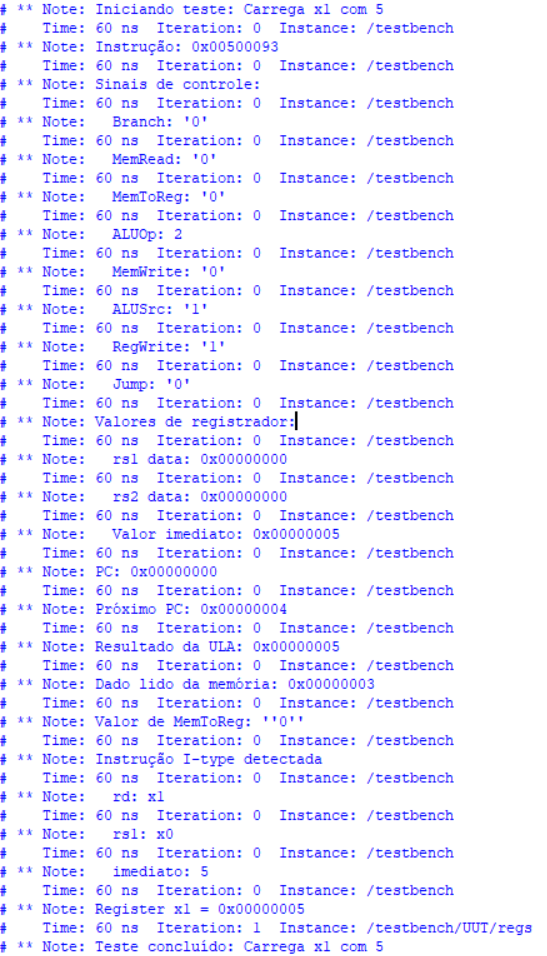 # ** Note: Iniciando teste: Carrega x1 com 5
#    Time: 60 ns  Iteration: 0  Instance: /testbench
# ** Note: Instrução: 0x00500093
#    Time: 60 ns  Iteration: 0  Instance: /testbench
# ** Note: Sinais de controle:
#    Time: 60 ns  Iteration: 0  Instance: /testbench
# ** Note:   Branch: '0'
#    Time: 60 ns  Iteration: 0  Instance: /testbench
# ** Note:   MemRead: '0'
#    Time: 60 ns  Iteration: 0  Instance: /testbench
# ** Note:   MemToReg: '0'
#    Time: 60 ns  Iteration: 0  Instance: /testbench
# ** Note:   ALUOp: 2
#    Time: 60 ns  Iteration: 0  Instance: /testbench
# ** Note:   MemWrite: '0'
#    Time: 60 ns  Iteration: 0  Instance: /testbench
# ** Note:   ALUSrc: '1'
#    Time: 60 ns  Iteration: 0  Instance: /testbench
# ** Note:   RegWrite: '1'
#    Time: 60 ns  Iteration: 0  Instance: /testbench
# ** Note:   Jump: '0'
#    Time: 60 ns  Iteration: 0  Instance: /testbench
# ** Note: Valores de registrador:
#    Time: 60 ns  Iteration: 0  Instance: /testbench
# ** Note:   rs1 data: 0x00000000
#    Time: 60 ns  Iteration: 0  Instance: /testbench
# ** Note:   rs2 data: 0x00000000
#    Time: 60 ns  Iteration: 0  Instance: /testbench
# ** Note:   Valor imediato: 0x00000005
#    Time: 60 ns  Iteration: 0  Instance: /testbench
# ** Note: PC: 0x00000000
#    Time: 60 ns  Iteration: 0  Instance: /testbench
# ** Note: Próximo PC: 0x00000004
#    Time: 60 ns  Iteration: 0  Instance: /testbench
# ** Note: Resultado da ULA: 0x00000005
#    Time: 60 ns  Iteration: 0  Instance: /testbench
# ** Note: Dado lido da memória: 0x00000003
#    Time: 60 ns  Iteration: 0  Instance: /testbench
# ** Note: Valor de MemToReg: ''0''
#    Time: 60 ns  Iteration: 0  Instance: /testbench
# ** Note: Instrução I-type detectada
#    Time: 60 ns  Iteration: 0  Instance: /testbench
# ** Note:   rd: x1
#    Time: 60 ns  Iteration: 0  Instance: /testbench
# ** Note:   rs1: x0
#    Time: 60 ns  Iteration: 0  Instance: /testbench
# ** Note:   imediato: 5
#    Time: 60 ns  Iteration: 0  Instance: /testbench
# ** Note: Register x1 = 0x00000005
#    Time: 60 ns  Iteration: 1  Instance: /testbench/UUT/regs
# ** Note: Teste concluído: Carrega x1 com 5